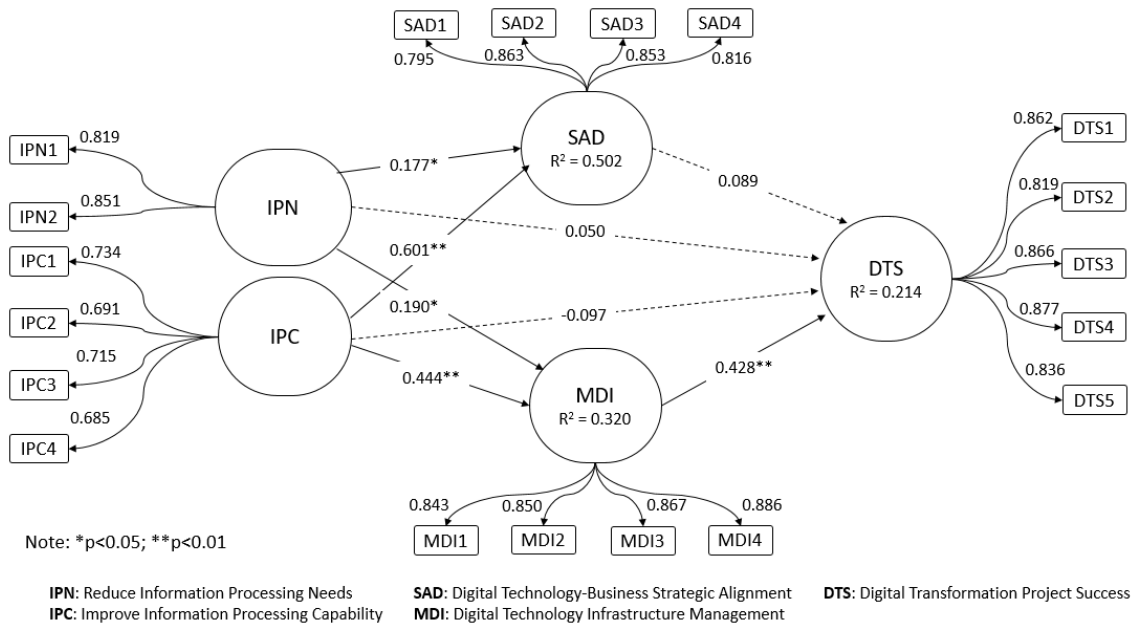 SAD1
SAD2
SAD3
SAD4
0.795
0.863
0.853
0.816
SAD
R² = 0.502
IPN1
0.819
IPN2
0.851
IPC1
0.734
IPC2
0.691
IPC3
0.715
IPC4
0.685
IPN
IPC
0.177*
0.601**
0.190*
0.444**
0.089
0.050
-0.097
0.428**
DTS
R² = 0.214
0.862
DTS1
0.819
DTS2
0.866
DTS3
0.877
DTS4
0.836
DTS5
MDI
R² = 0.320
0.843
0.850
0.867
0.886
MDI1
MDI2
MDI3
MDI4
Note: *p<0.05; **p<0.01
IPN: Reduce Information Processing Needs
SAD: Digital Technology-Business Strategic Alignment
DTS: Digital Transformation Project Success
IPC: Improve Information Processing Capability
MDI: Digital Technology Infrastructure Management